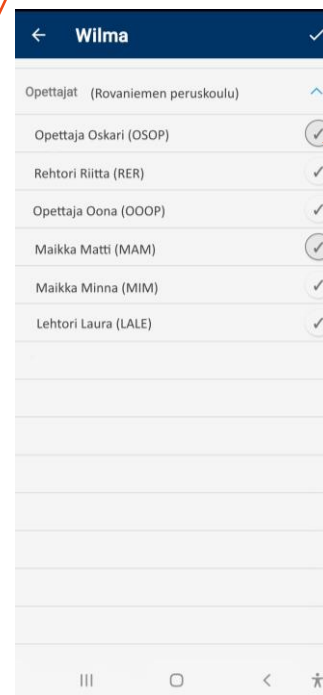 Wilma
Opettajat (Rovaniemen peruskoulu)
Opettaja Oskari (OSOP)
Rehtori Riitta (RER)
Opettaja Oona (OOOP)
Maikka Matti (MAM)
Maikka Minna (MIM)
Lehtori Laura (LALE)